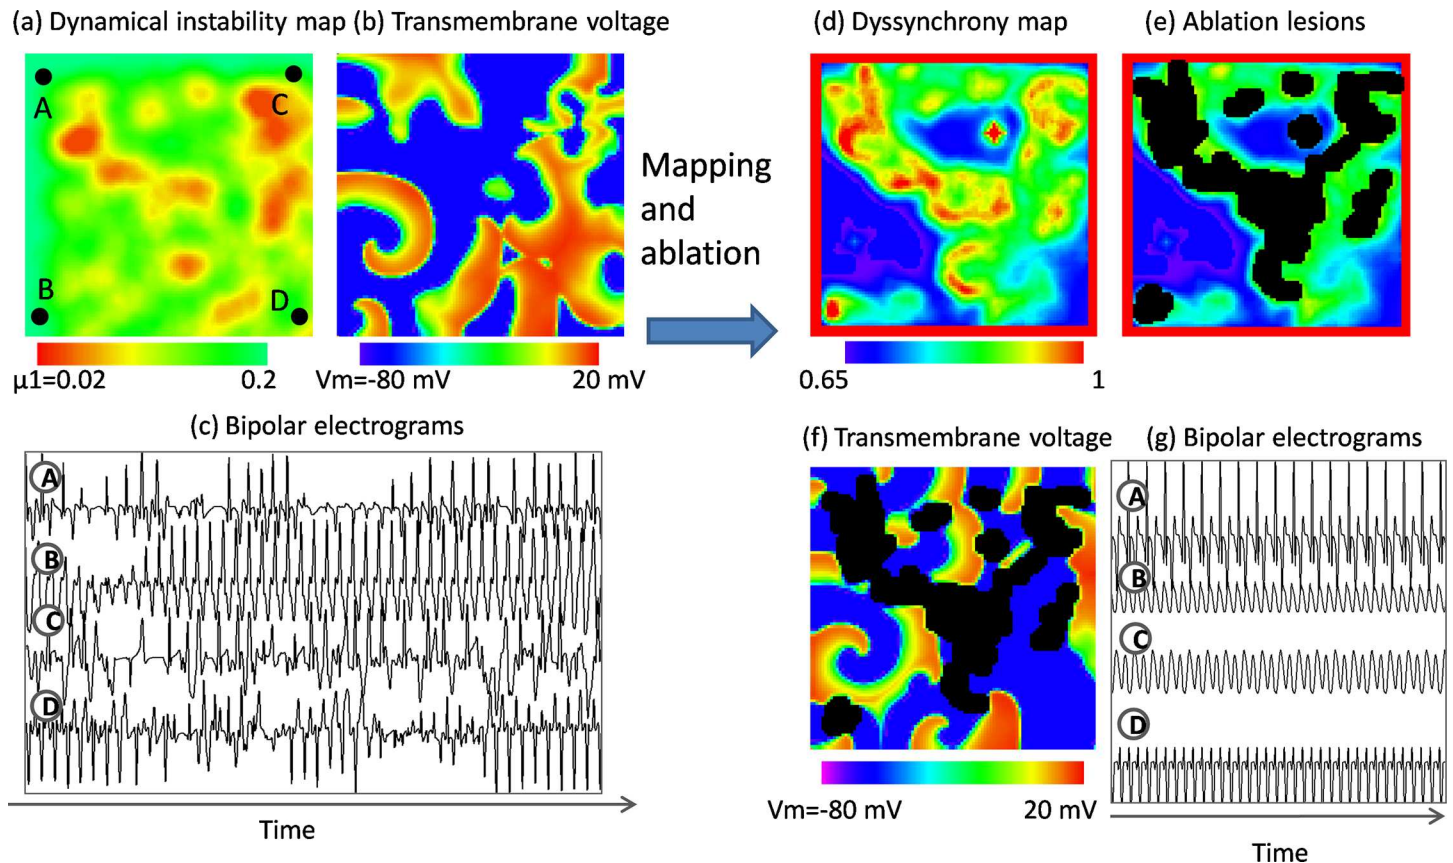 (a) Dynamical instability map
(b) Transmembrane voltage
A
C
B
D
μ1=0.02
0.2
Vm=-80 mV
20 mV
Mapping
and
ablation
(d) Dyssynchrony map
(e) Ablation lesions
0.65
1
(c) Bipolar electrograms
A
B
C
D
Time
(f) Transmembrane voltage
Vm=-80 mV
20 mV
(g) Bipolar electrograms
A
B
C
D
Time